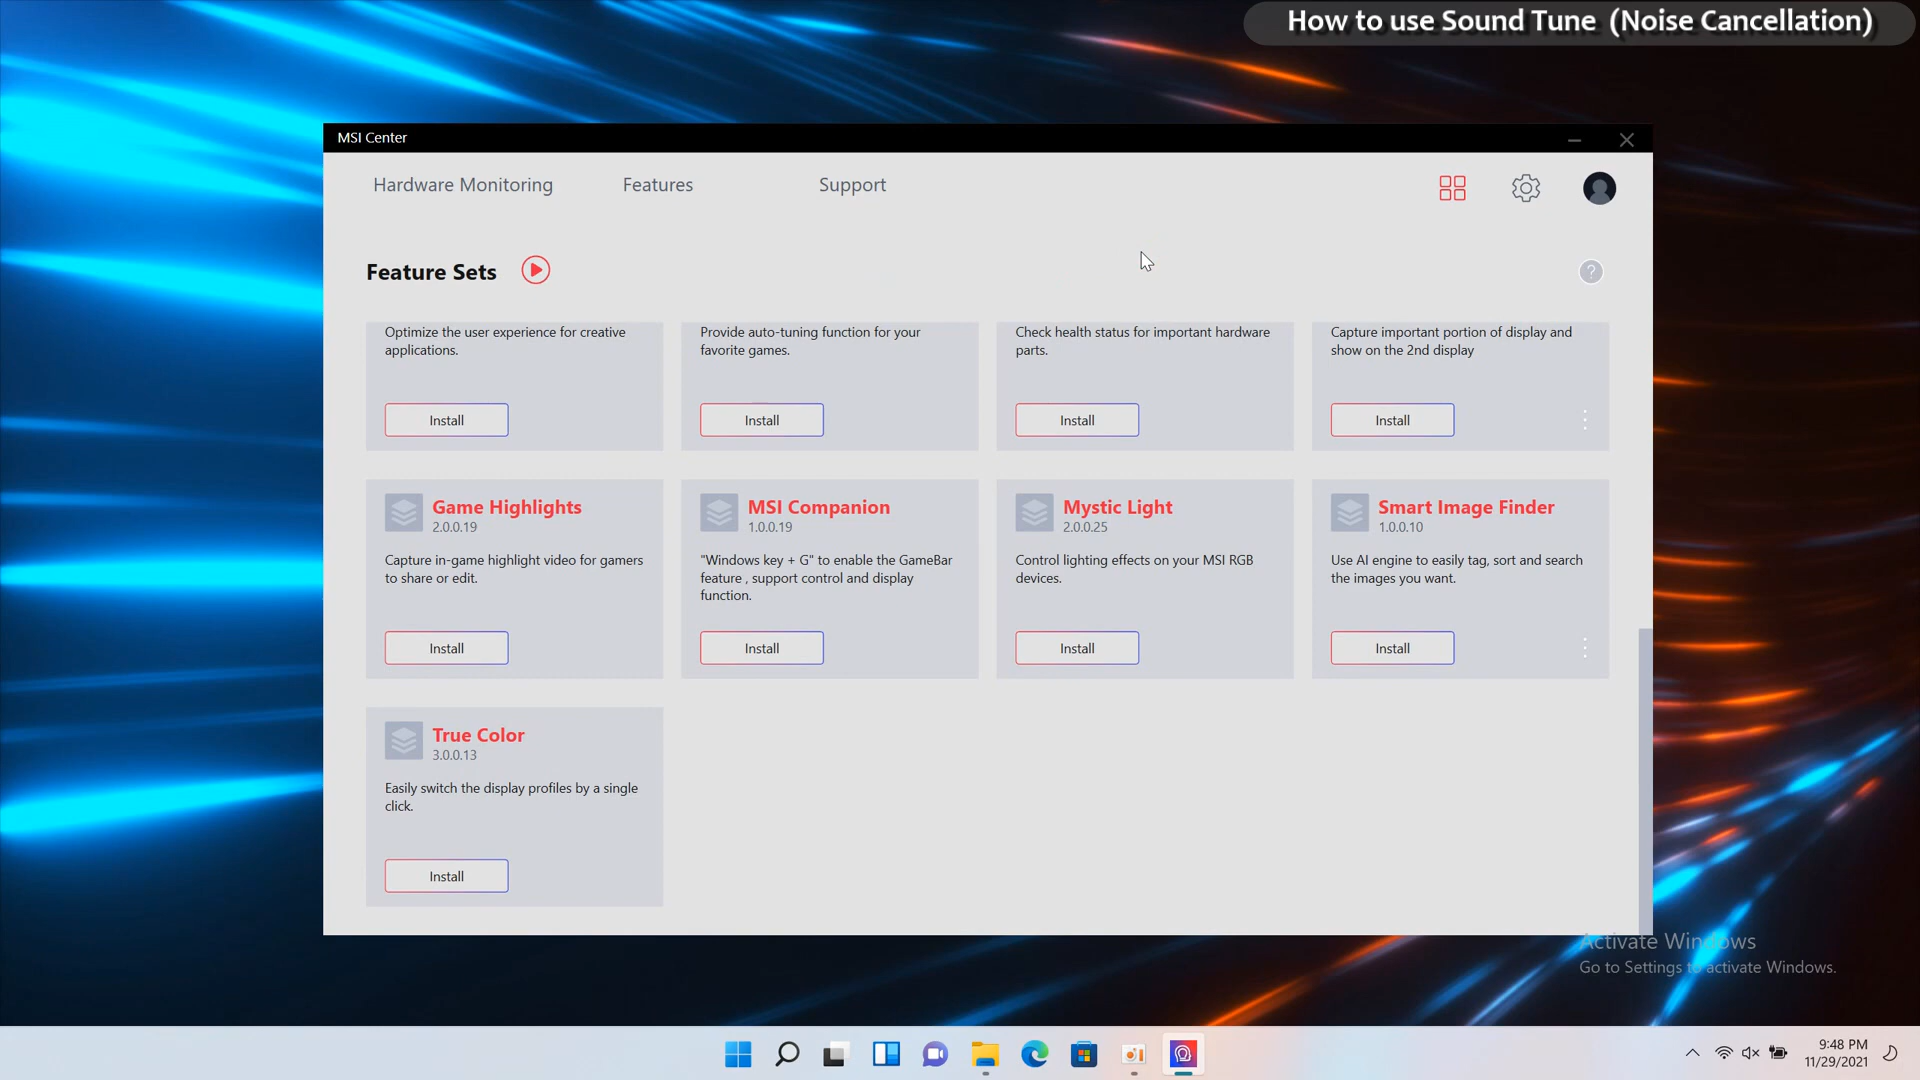 How to use Sound Tune (Noise Cancellation)
MSI Center
Hardware Monitoring
Features
Support
Feature Sets
?
Optimize the user experience for creative
applications.
Install
Provide auto-tuning function for your
favorite games.
Install
Check health status for important hardware
parts.
Install
Capture important portion of display and
show on the 2nd display
Install
Game Highlights
2.0.0.19
Capture in-game highlight video for gamers
to share or edit.
Install
MSI Companion
1.0.0.19
"Windows key + G" to enable the GameBar
feature , support control and display
function.
Install
Mystic Light
2.0.0.25
Control lighting effects on your MSI RGB
devices.
Install
Smart Image Finder
1.0.0.10
Use AI engine to easily tag, sort and search
the images you want.
Install
True Color
3.0.0.13
Easily switch the display profiles by a single
click.
Install
Activate Windows
Go to Settings to activate Windows.
9:48 PM
11/29/2021